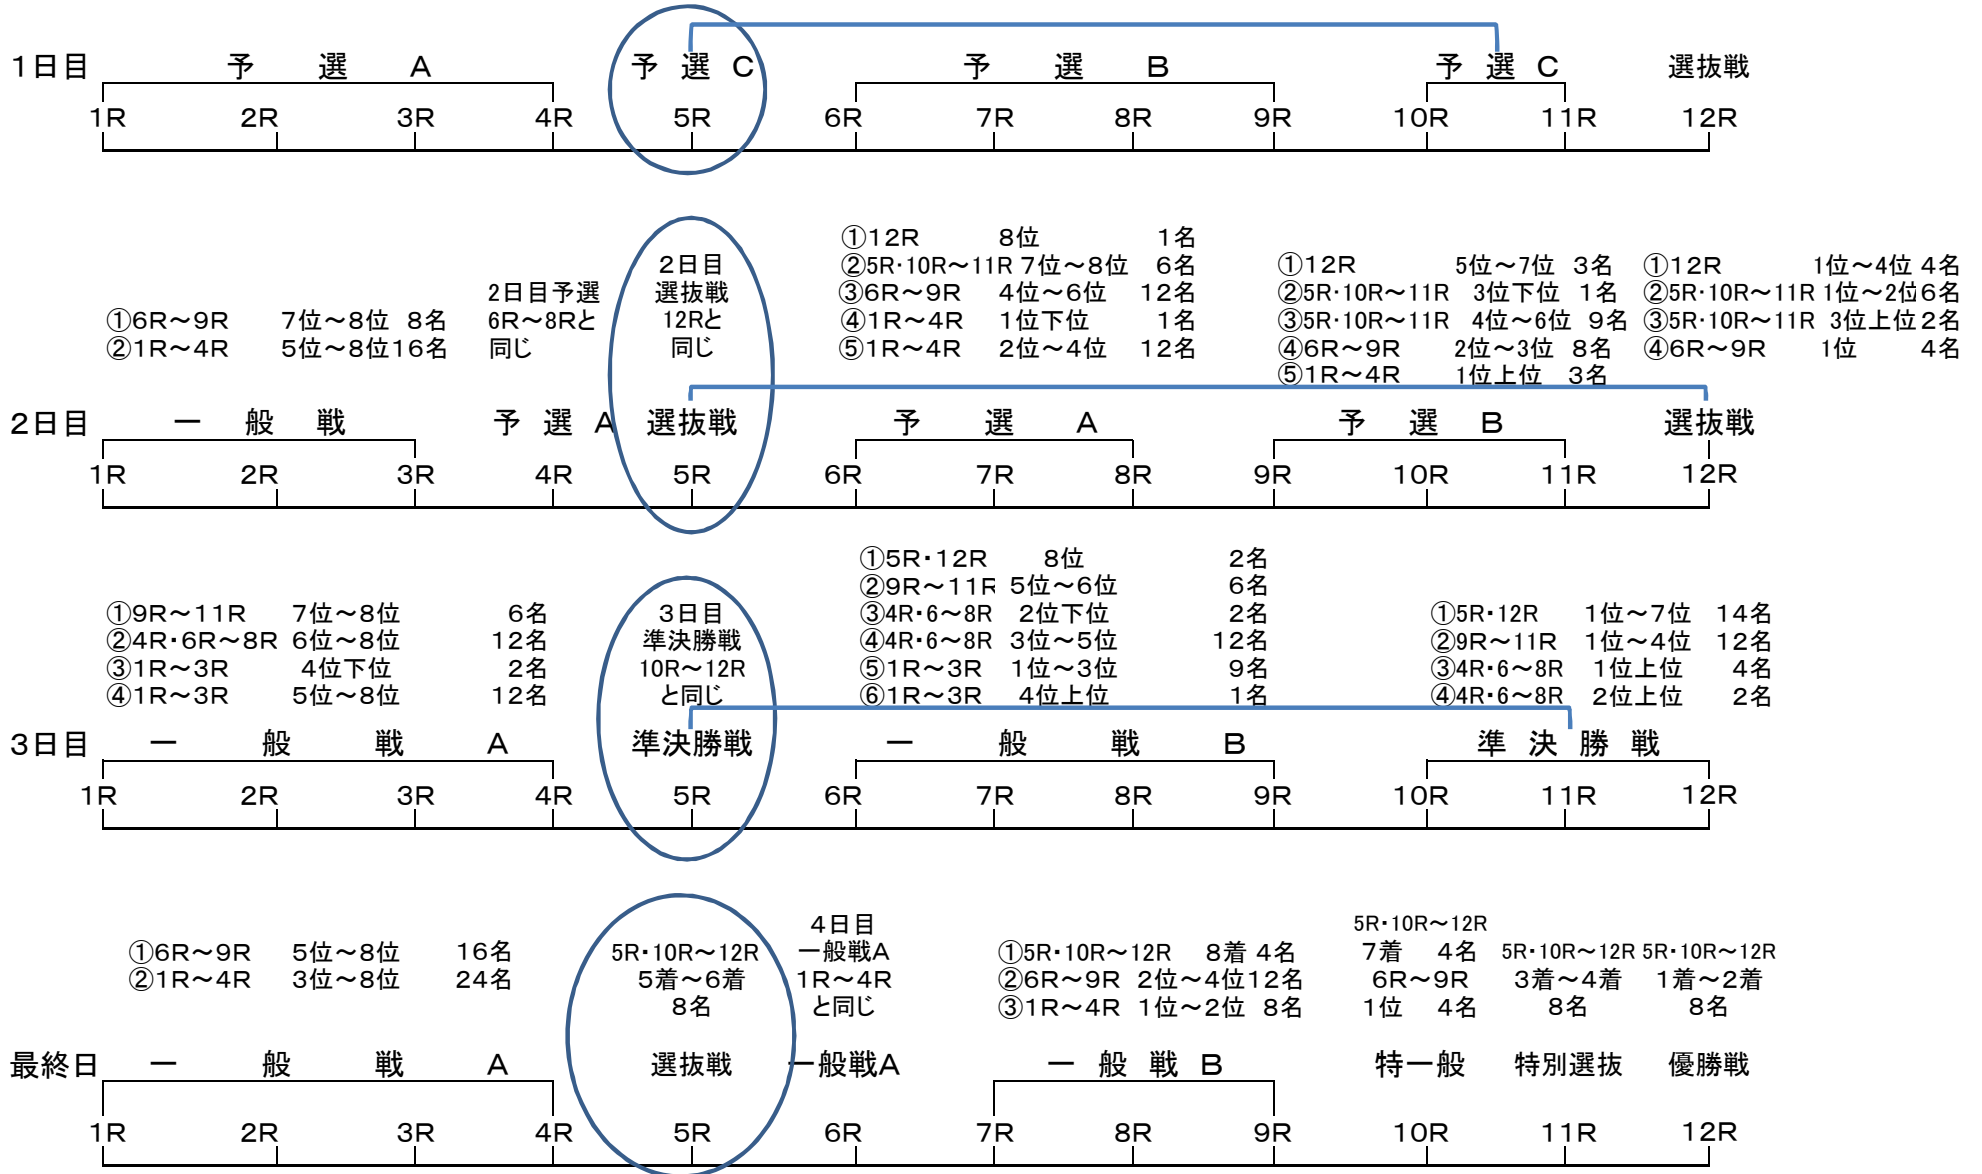 1日目 予選A 予選C 予選B 予選C 選抜戦
1R 2R 3R 4R 5R 6R 7R 8R 9R 10R 11R 12R
①12R 8位 1名
2日目 ②5R・10R～11R 7位～8位 6名 ①12R 5位～7位 3名 ①12R 1位～4位 4名
2日目予選 選抜戦 ③6R～9R 4位～6位 12名 ②5R・10R～11R 3位下位 1名 ②5R・10R～11R 1位～2位 6名
①6R～9R 7位～8位 8名 6R～8Rと 12Rと ④1R～4R 1位下位 1名 ③5R・10R～11R 4位～6位 9名 ③5R・10R～11R 3位上位 2名
②1R～4R 5位～8位 16名 同じ 同じ ⑤1R～4R 2位～4位 12名 ④6R～9R 2位～3位 8名 ④6R～9R 1位 4名
⑤1R～4R 1位上位 3名
2日目 一般戦 予選A 選抜戦 予選A 予選B 選抜戦
1R 2R 3R 4R 5R 6R 7R 8R 9R 10R 11R 12R
①5R・12R 8位 2名
②9R～11R 5位～6位 6名
①9R～11R 7位～8位 6名 3日目 ③4R・6～8R 2位下位 2名 ①5R・12R 1位～7位 14名
②4R・6R～8R 6位～8位 12名 準決勝戦 ④4R・6～8R 3位～5位 12名 ②9R～11R 1位～4位 12名
③1R～3R 4位下位 2名 10R～12R ⑤1R～3R 1位～3位 9名 ③4R・6～8R 1位上位 4名
④1R～3R 5位～8位 12名 と同じ ⑥1R～3R 4位上位 1名 ④4R・6～8R 2位上位 2名
3日目 一般戦A 準決勝戦 一般戦B 準決勝戦
1R 2R 3R 4R 5R 6R 7R 8R 9R 10R 11R 12R
4日目 5R・10R～12R
①6R～9R 5位～8位 16名 5R・10R～12R 一般戦A ①5R・10R～12R 8着 4名 7着 4名 5R・10R～12R 5R・10R～12R
②1R～4R 3位～8位 24名 5着～6着 1R～4R ②6R～9R 2位～4位 12名 6R～9R 3着～4着 1着～2着
8名 と同じ ③1R～4R 1位～2位 8名 1位 4名 8名 8名
最終日 一般戦A 選抜戦 一般戦A 一般戦B 特一般 特別選抜 優勝戦
1R 2R 3R 4R 5R 6R 7R 8R 9R 10R 11R 12R